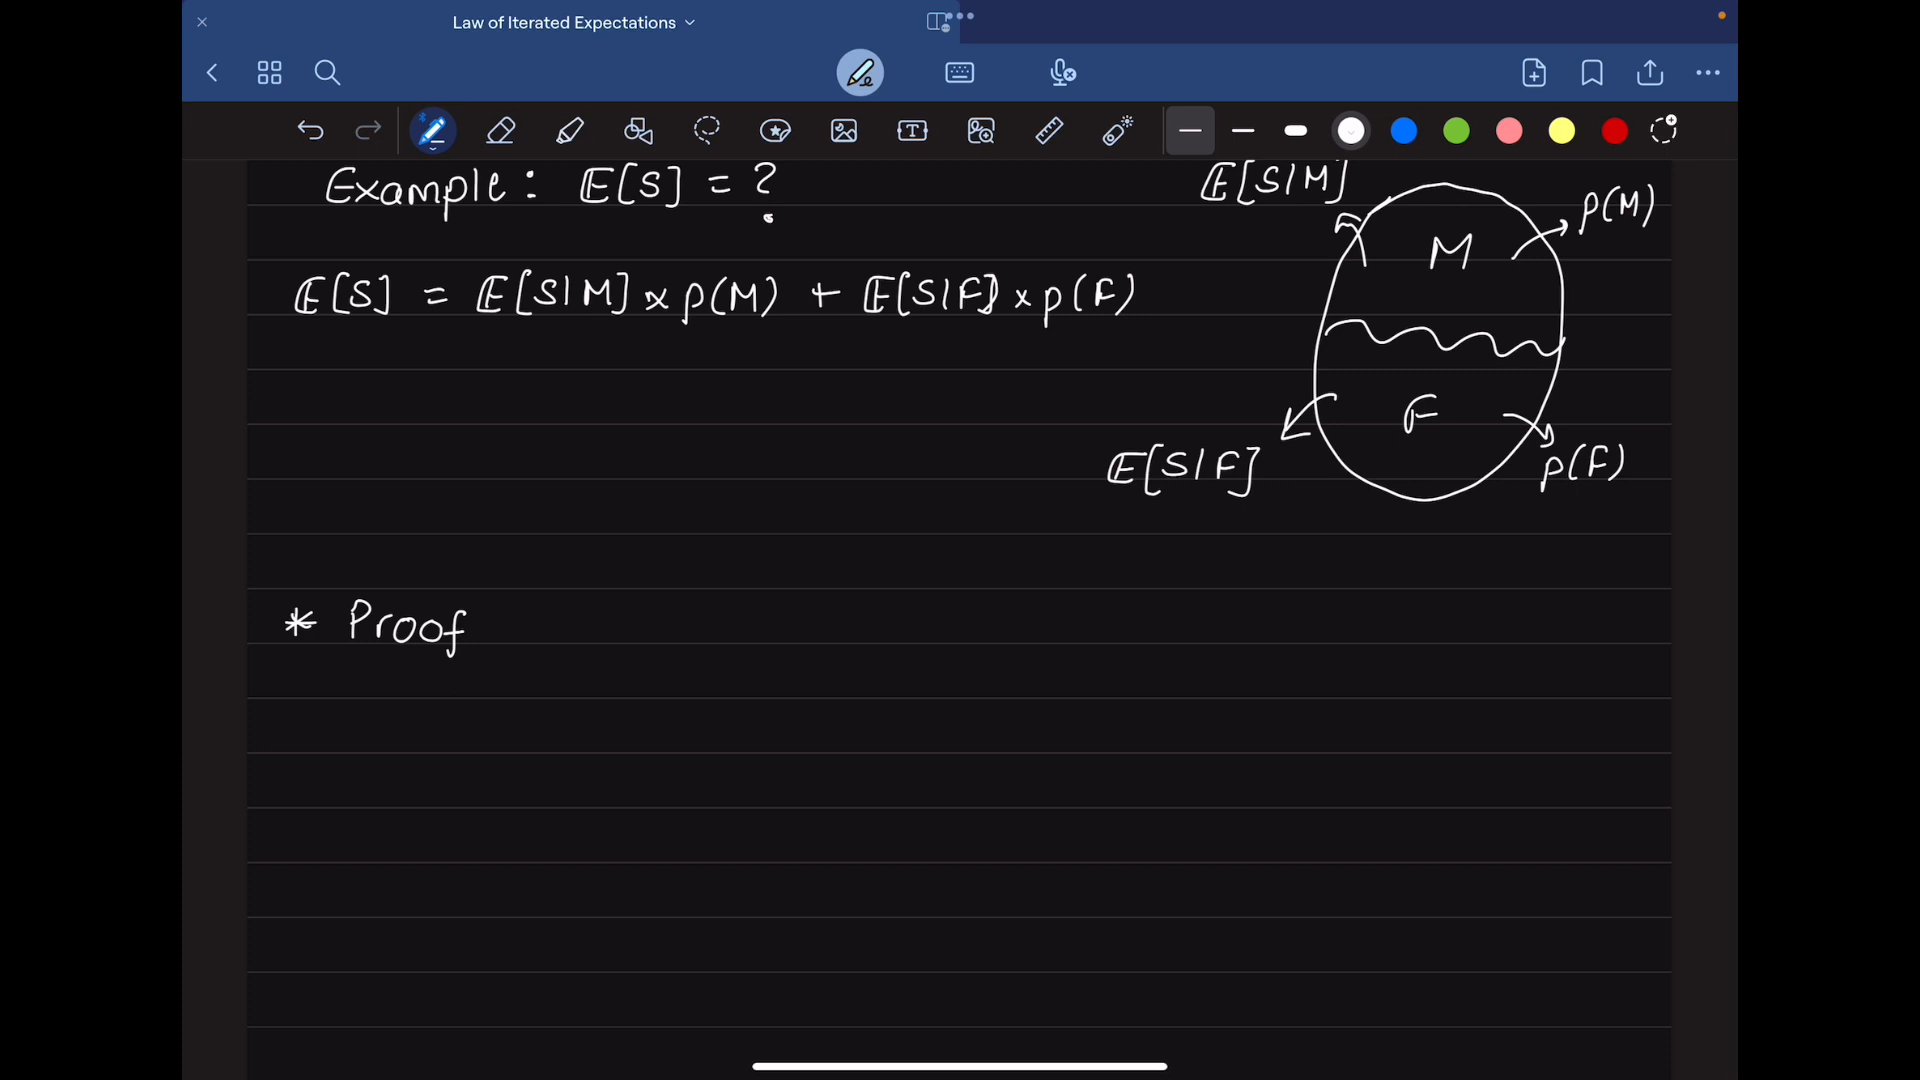 Law of Iterated Expectations
Example: 𝔼[S] = ?
𝔼[S|M]
P(M)
M
𝔼[S] = 𝔼[S|M] × P(M) + 𝔼[S|F] × P(F)
F
𝔼[S|F]
P(F)
* Proof